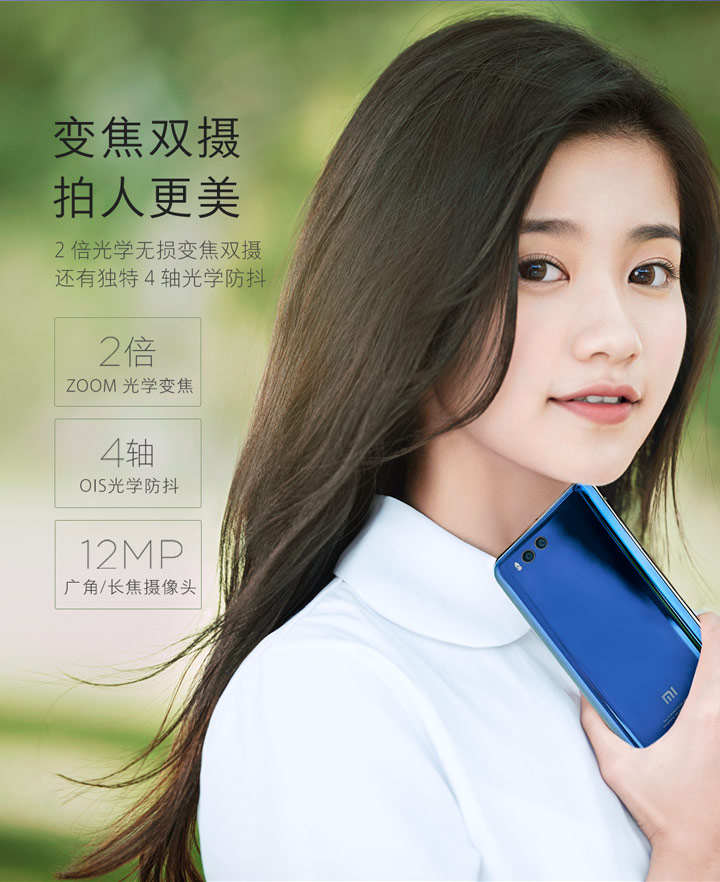 变焦双摄
拍人更美
2 倍光学无损变焦双摄
还有独特 4 轴光学防抖
2倍
ZOOM 光学变焦
4轴
OIS光学防抖
12MP
广角/长焦摄像头
mi